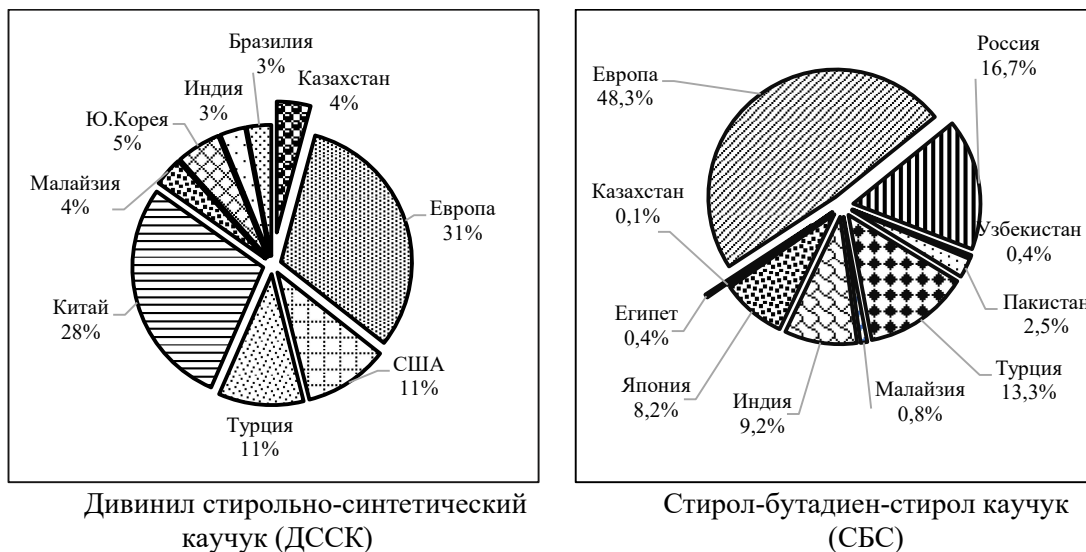 Бразилия
3%
Казахстан
4%
Индия
3%
Ю.Корея
5%
Малайзия
4%
Европа
31%
Китай
28%
США
11%
Турция
11%
Дивинил стирольно-синтетический
каучук (ДССК)
Россия
16,7%
Европа
48,3%
Казахстан
0,1%
Узбекистан
0,4%
Египет
0,4%
Пакистан
2,5%
Япония
8,2%
Индия
9,2%
Малайзия
0,8%
Турция
13,3%
Стирол-бутадиен-стирол каучук
(СБС)